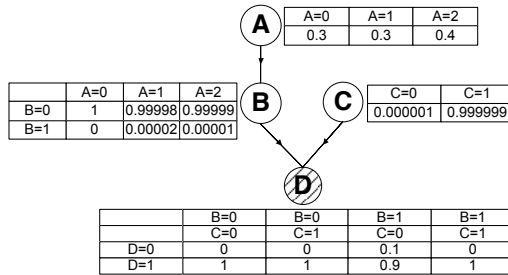 A
A=0 A=1 A=2
0.3 0.3 0.4
A=0 A=1 A=2
B=0 1 0.99998 0.99999
B=1 0 0.00002 0.00001
B
C
C=0 C=1
0.000001 0.999999
D
B=0 B=0 B=1 B=1
C=0 C=1 C=0 C=1
D=0 0 0 0.1 0
D=1 1 1 0.9 1